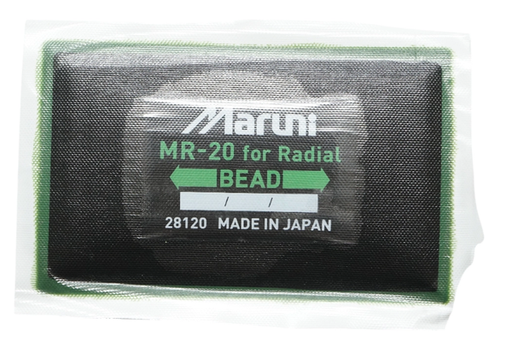 Maruni
MR-20 for Radial
BEAD
/ /
28120 MADE IN JAPAN